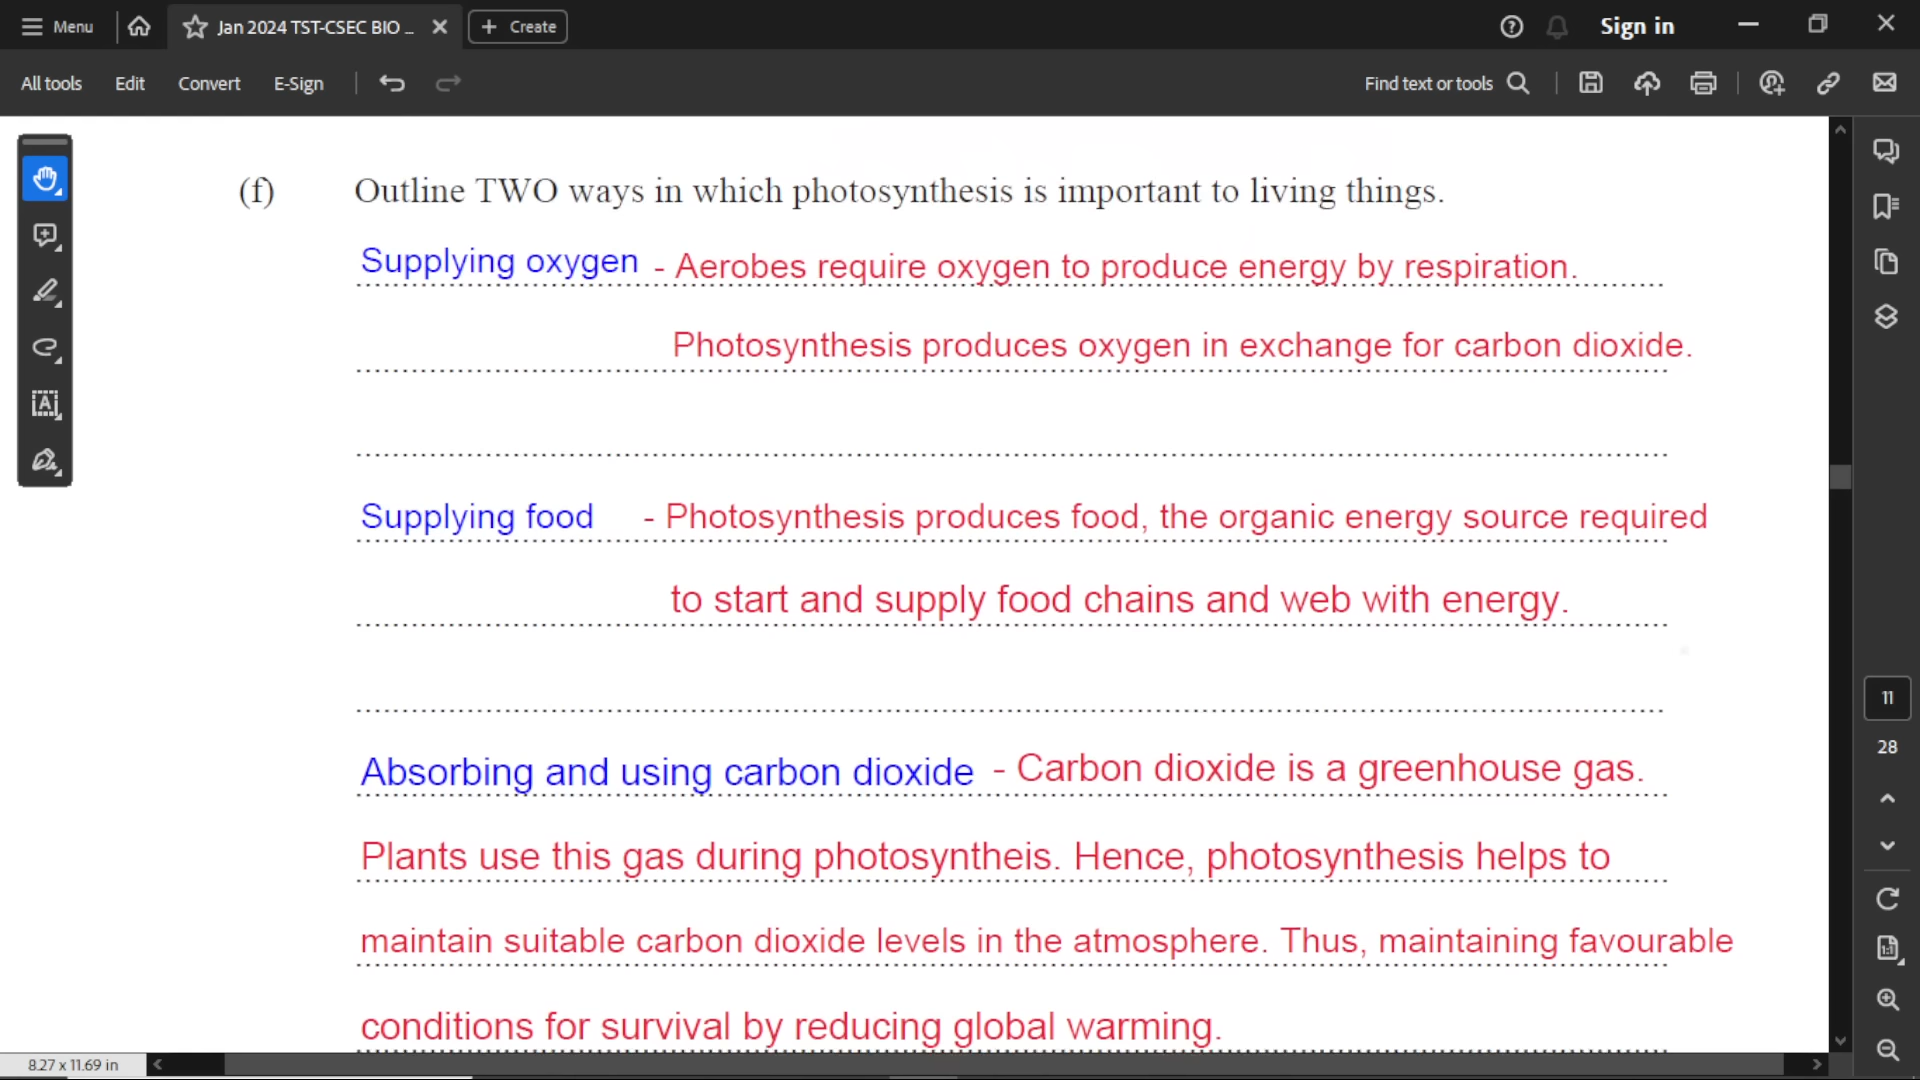 Menu
Jan 2024 TST-CSEC BIO _
+ Create
Sign in
All tools Edit Convert E-Sign
Find text or tools
(f) Outline TWO ways in which photosynthesis is important to living things.
Supplying oxygen - Aerobes require oxygen to produce energy by respiration.
Photosynthesis produces oxygen in exchange for carbon dioxide.
Supplying food - Photosynthesis produces food, the organic energy source required
to start and supply food chains and web with energy.
Absorbing and using carbon dioxide - Carbon dioxide is a greenhouse gas.
Plants use this gas during photosyntheis. Hence, photosynthesis helps to
maintain suitable carbon dioxide levels in the atmosphere. Thus, maintaining favourable
conditions for survival by reducing global warming.
11
28
8.27 x 11.69 in